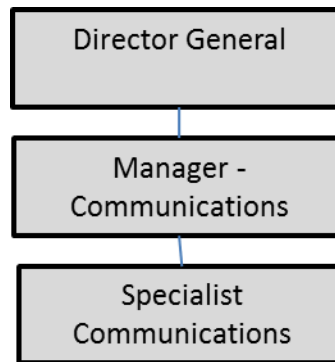 Director General
Manager -
Communications
Specialist
Communications